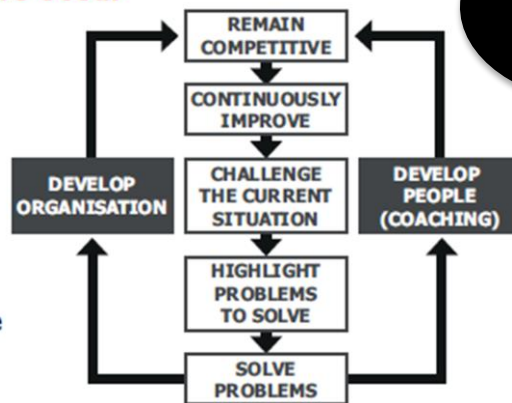 REMAIN
COMPETITIVE
CONTINUOUSLY
IMPROVE
DEVELOP
ORGANISATION
CHALLENGE
THE CURRENT
SITUATION
DEVELOP
PEOPLE
(COACHING)
HIGHLIGHT
PROBLEMS
TO SOLVE
SOLVE
PROBLEMS